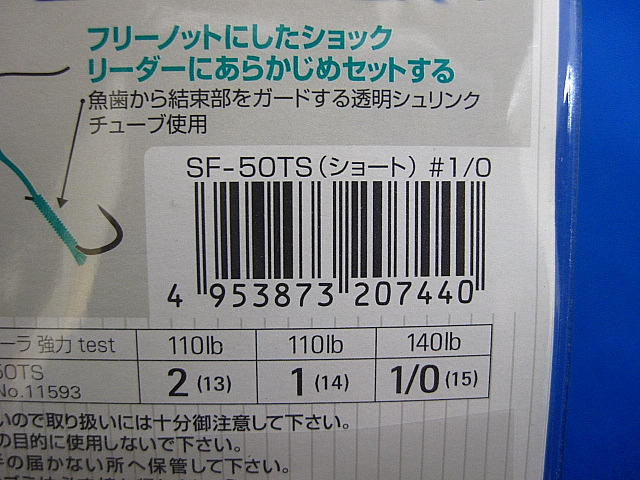 フリーノットにしたショック
リーダーにあらかじめセットする
魚歯から結束部をガードする透明シュリンク
チューブ使用
SF-50TS(ショート) #1/0
4 953873 207440
ーラ 強力 test 110lb 110lb 140lb
50TS
No.11593 2 (13) 1 (14) 1/0 (15)
いので取り扱いには十分御注意して下さい。
の目的に使用しないで下さい。
手の届かない所へ保管して下さい。